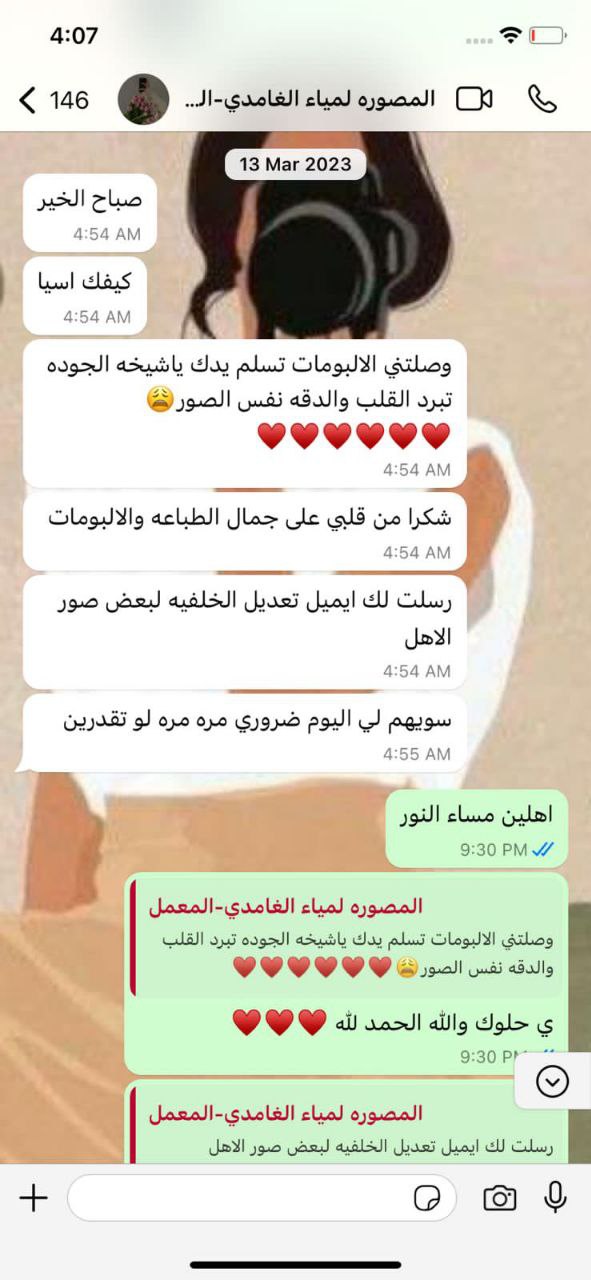 4:07
146
المصوره لمياء الغامدي-الـ...
13 Mar 2023
صباح الخير
4:54 AM
كيفك اسيا
4:54 AM
وصلتني الالبومات تسلم يدك ياشيخه الجوده
تبرد القلب والدقه نفس الصور😩
♥️♥️♥️♥️♥️♥️
4:54 AM
شكرا من قلبي على جمال الطباعه والالبومات
4:54 AM
رسلت لك ايميل تعديل الخلفيه لبعض صور
الاهل
4:54 AM
سويهم لي اليوم ضروري مره مره لو تقدرين
4:55 AM
اهلين مساء النور
9:30 PM
المصوره لمياء الغامدي-المعمل
وصلتني الالبومات تسلم يدك ياشيخه الجوده تبرد القلب
والدقه نفس الصور😩♥️♥️♥️♥️♥️♥️
ي حلوك والله الحمد لله ♥️♥️♥️
9:30 PM
المصوره لمياء الغامدي-المعمل
رسلت لك ايميل تعديل الخلفيه لبعض صور الاهل